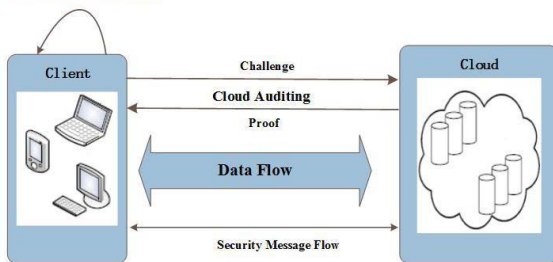 Client
Challenge
Cloud
Cloud Auditing
Proof
Data Flow
Security Message Flow